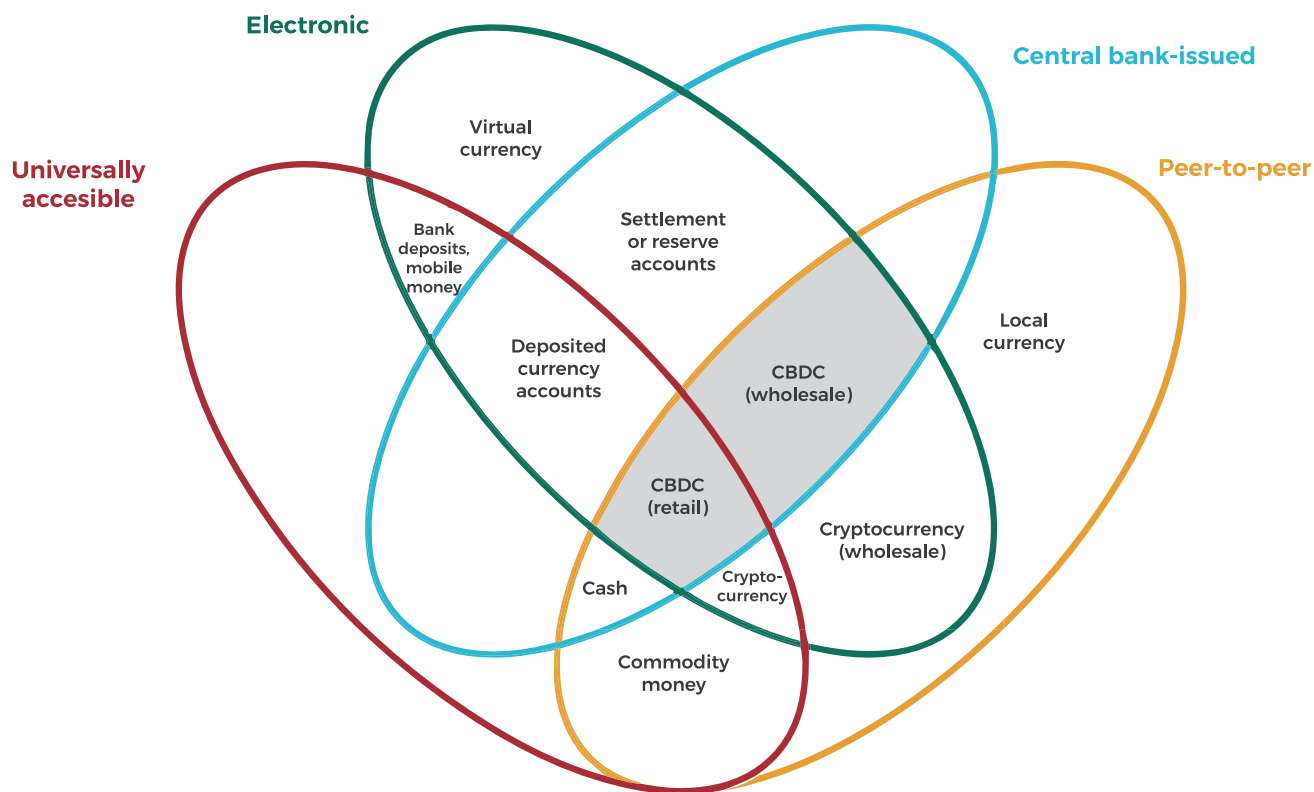 Electronic
Central bank-issued
Universally
accesible
Peer-to-peer
Virtual
currency
Bank
deposits,
mobile
money
Settlement
or reserve
accounts
Local
currency
Deposited
currency
accounts
CBDC
(wholesale)
CBDC
(retail)
Cryptocurrency
(wholesale)
Cash
Crypto-
currency
Commodity
money